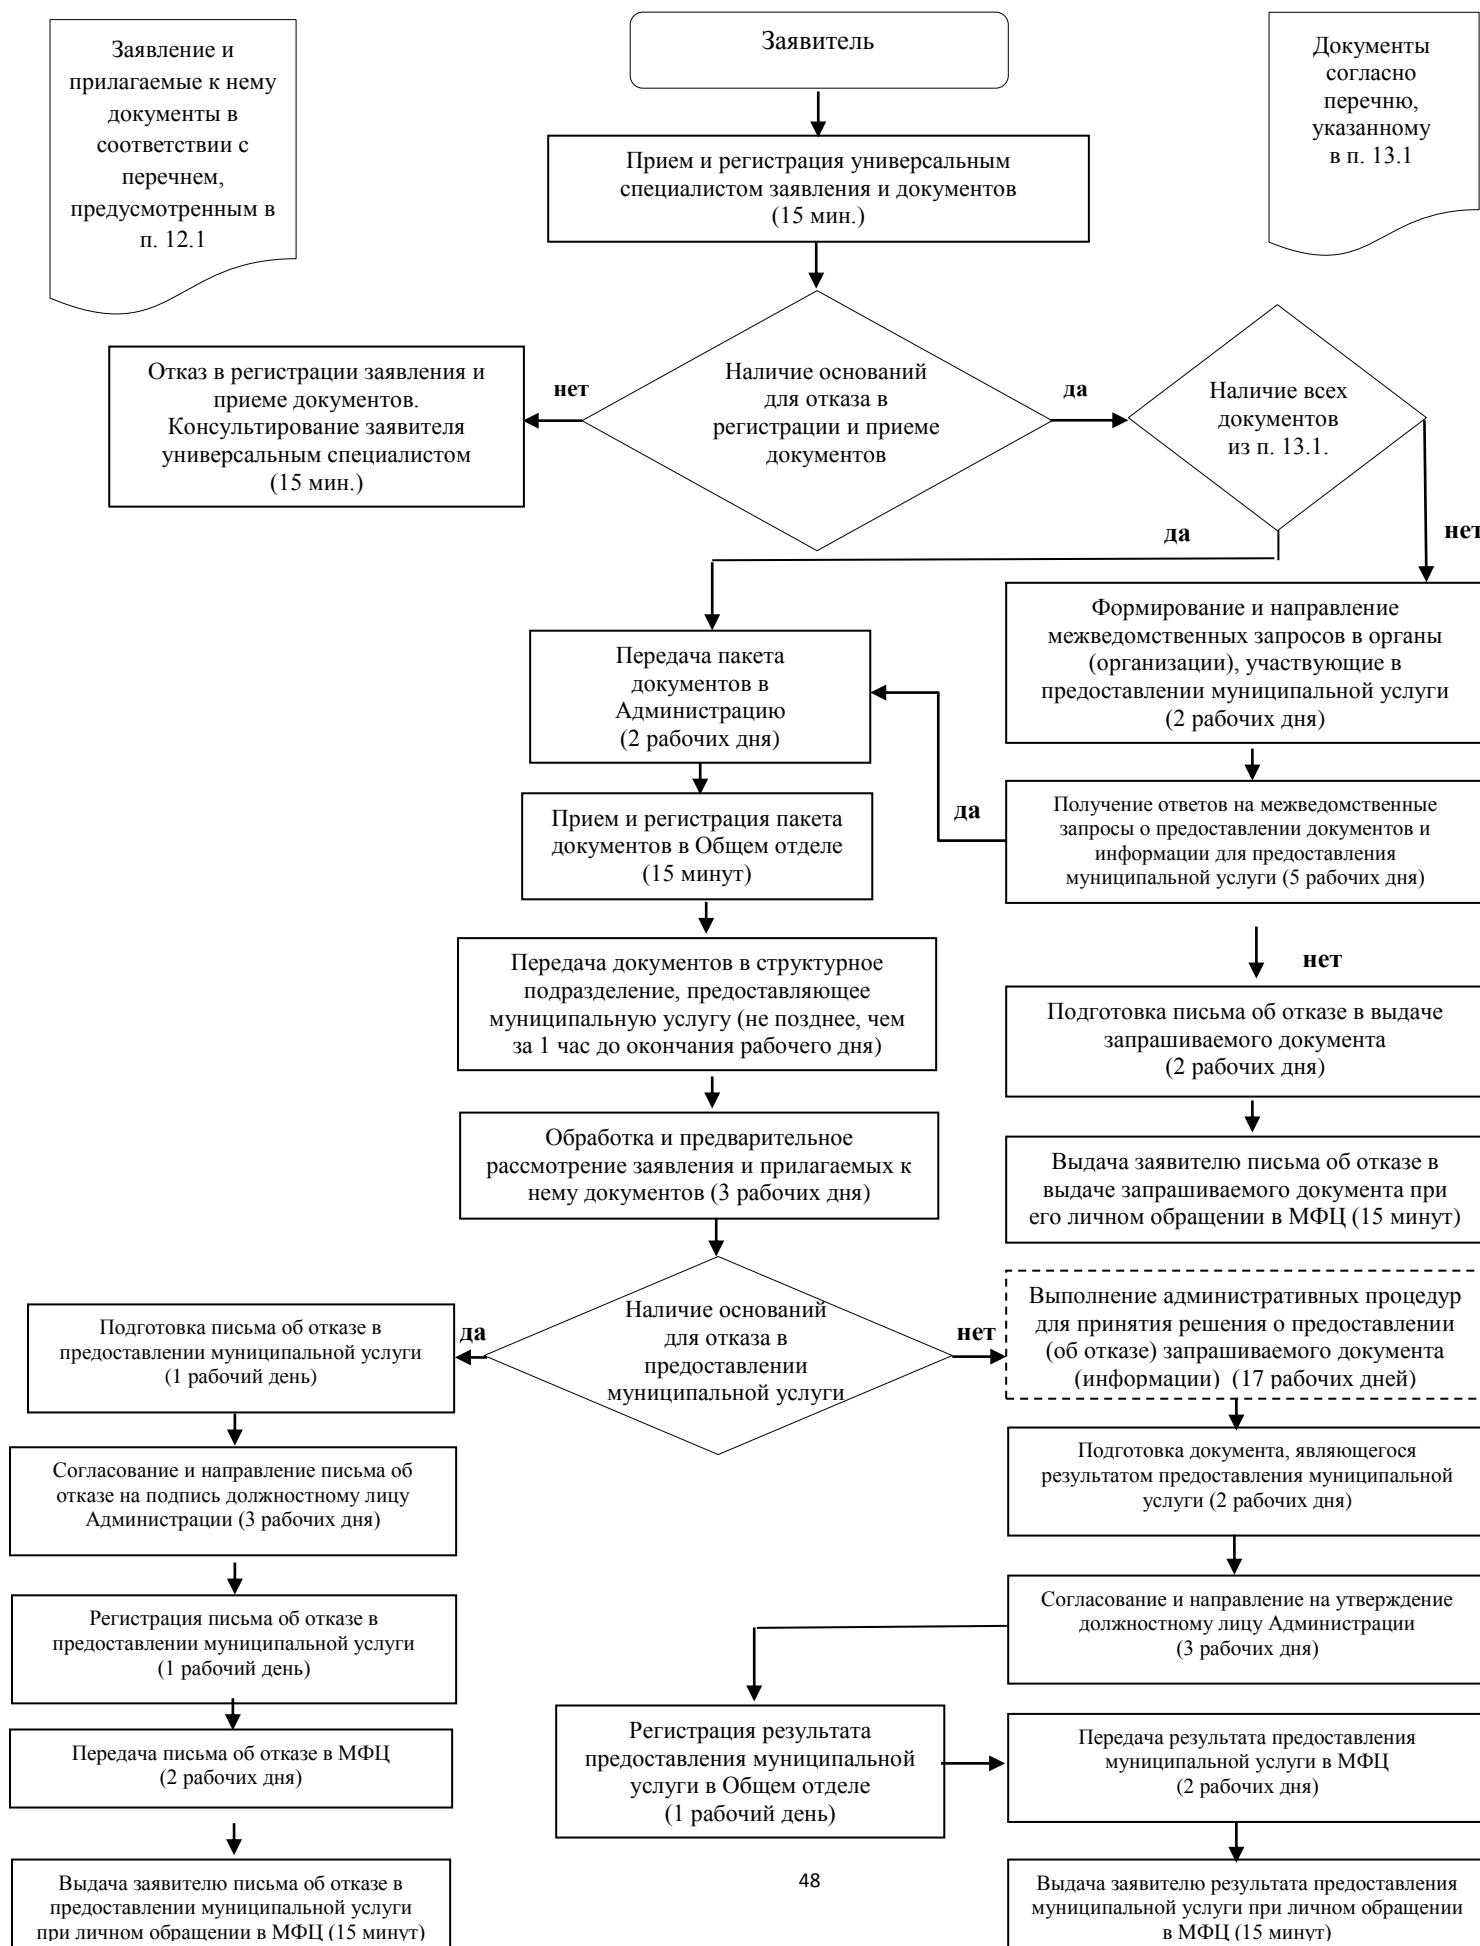 Заявление и
прилагаемые к нему
документы в
соответствии с
перечнем,
предусмотренным в
п. 12.1
Заявитель
Документы
согласно
перечню,
указанному
в п. 13.1
Прием и регистрация универсальным
специалистом заявления и документов
(15 мин.)
Отказ в регистрации заявления и
приеме документов.
Консультирование заявителя
универсальным специалистом
(15 мин.)
нет
Наличие оснований
для отказа в
регистрации и приеме
документов
да
Наличие всех
документов
из п. 13.1.
да
нет
Передача пакета
документов в
Администрацию
(2 рабочих дня)
Формирование и направление
межведомственных запросов в органы
(организации), участвующие в
предоставлении муниципальной услуги
(2 рабочих дня)
Прием и регистрация пакета
документов в Общем отделе
(15 минут)
да
Получение ответов на межведомственные
запросы о предоставлении документов и
информации для предоставления
муниципальной услуги (5 рабочих дня)
Передача документов в структурное
подразделение, предоставляющее
муниципальную услугу (не позднее, чем
за 1 час до окончания рабочего дня)
нет
Подготовка письма об отказе в выдаче
запрашиваемого документа
(2 рабочих дня)
Обработка и предварительное
рассмотрение заявления и прилагаемых к
нему документов (3 рабочих дня)
Выдача заявителю письма об отказе в
выдаче запрашиваемого документа при
его личном обращении в МФЦ (15 минут)
Подготовка письма об отказе в
предоставлении муниципальной услуги
(1 рабочий день)
да
Наличие оснований
для отказа в
предоставлении
муниципальной услуги
нет
Выполнение административных процедур
для принятия решения о предоставлении
(об отказе) запрашиваемого документа
(информации) (17 рабочих дней)
Согласование и направление письма об
отказе на подпись должностному лицу
Администрации (3 рабочих дня)
Подготовка документа, являющегося
результатом предоставления муниципальной
услуги (2 рабочих дня)
Регистрация письма об отказе в
предоставлении муниципальной услуги
(1 рабочий день)
Согласование и направление на утверждение
должностному лицу Администрации
(3 рабочих дня)
Передача письма об отказе в МФЦ
(2 рабочих дня)
Регистрация результата
предоставления муниципальной
услуги в Общем отделе
(1 рабочий день)
Передача результата предоставления
муниципальной услуги в МФЦ
(2 рабочих дня)
Выдача заявителю письма об отказе в
предоставлении муниципальной услуги
при личном обращении в МФЦ (15 минут)
48
Выдача заявителю результата предоставления
муниципальной услуги при личном обращении
в МФЦ (15 минут)